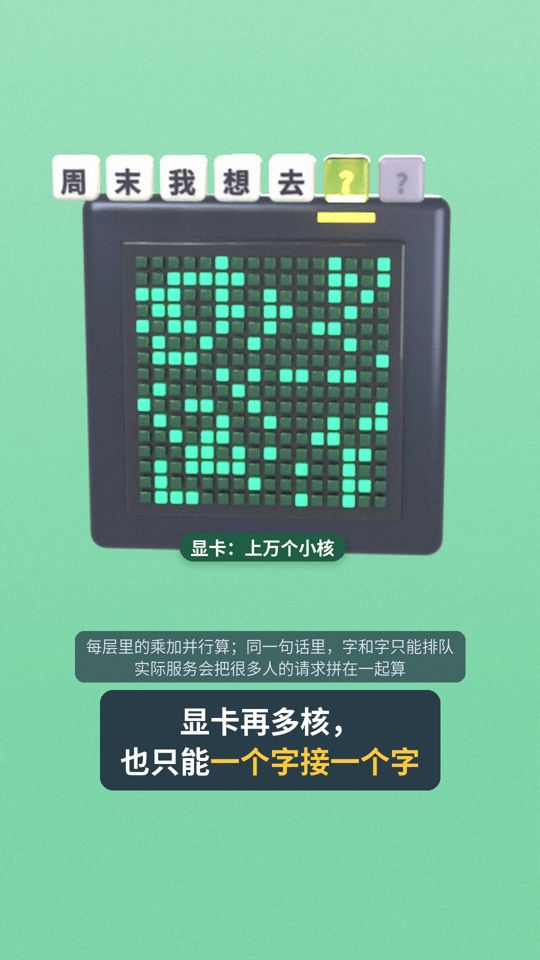 周末我想去??
显卡：上万个小核
每层里的乘加并行算；同一句话里，字和字只能排队
实际服务会把很多人的请求拼在一起算
显卡再多核，
也只能一个字接一个字